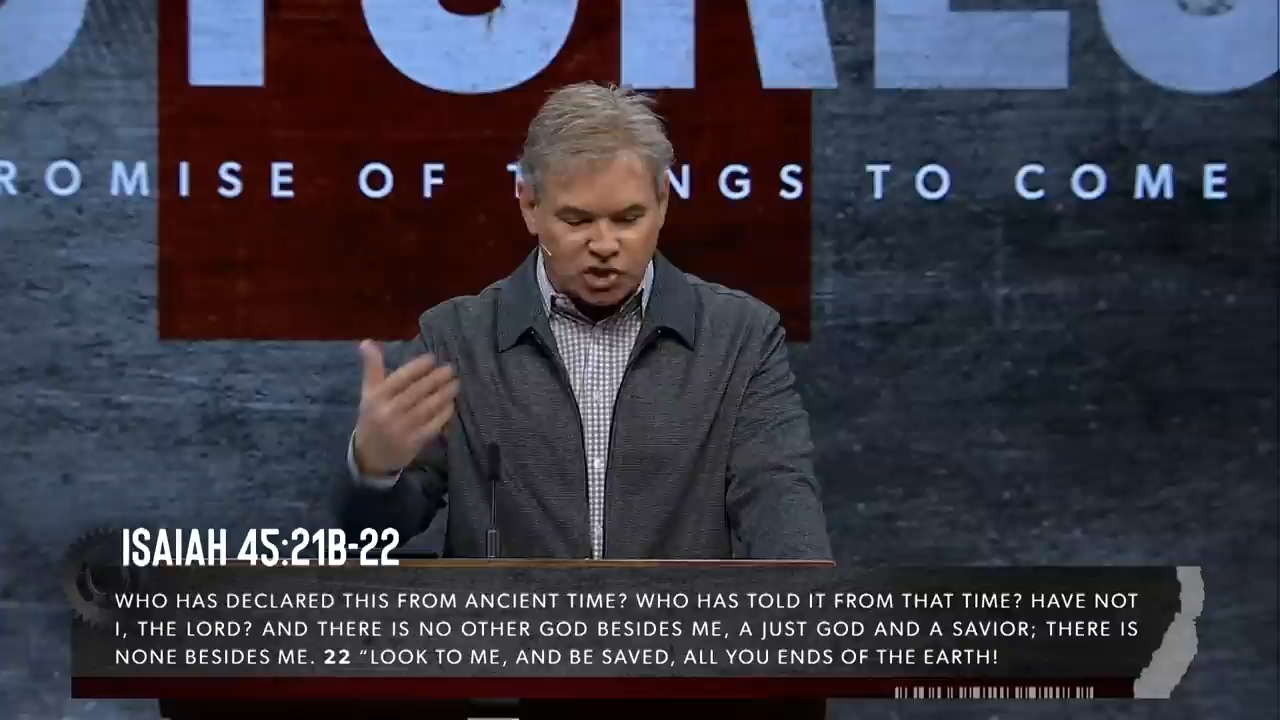 ROMISE OF T NGS TO COME
ISAIAH 45:21B-22
WHO HAS DECLARED THIS FROM ANCIENT TIME? WHO HAS TOLD IT FROM THAT TIME? HAVE NOT
I, THE LORD? AND THERE IS NO OTHER GOD BESIDES ME, A JUST GOD AND A SAVIOR; THERE IS
NONE BESIDES ME. 22 “LOOK TO ME, AND BE SAVED, ALL YOU ENDS OF THE EARTH!